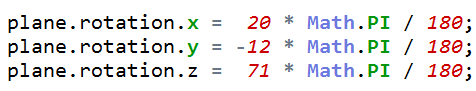 plane.rotation.x =  20 * Math.PI / 180;
plane.rotation.y = -12 * Math.PI / 180;
plane.rotation.z =  71 * Math.PI / 180;